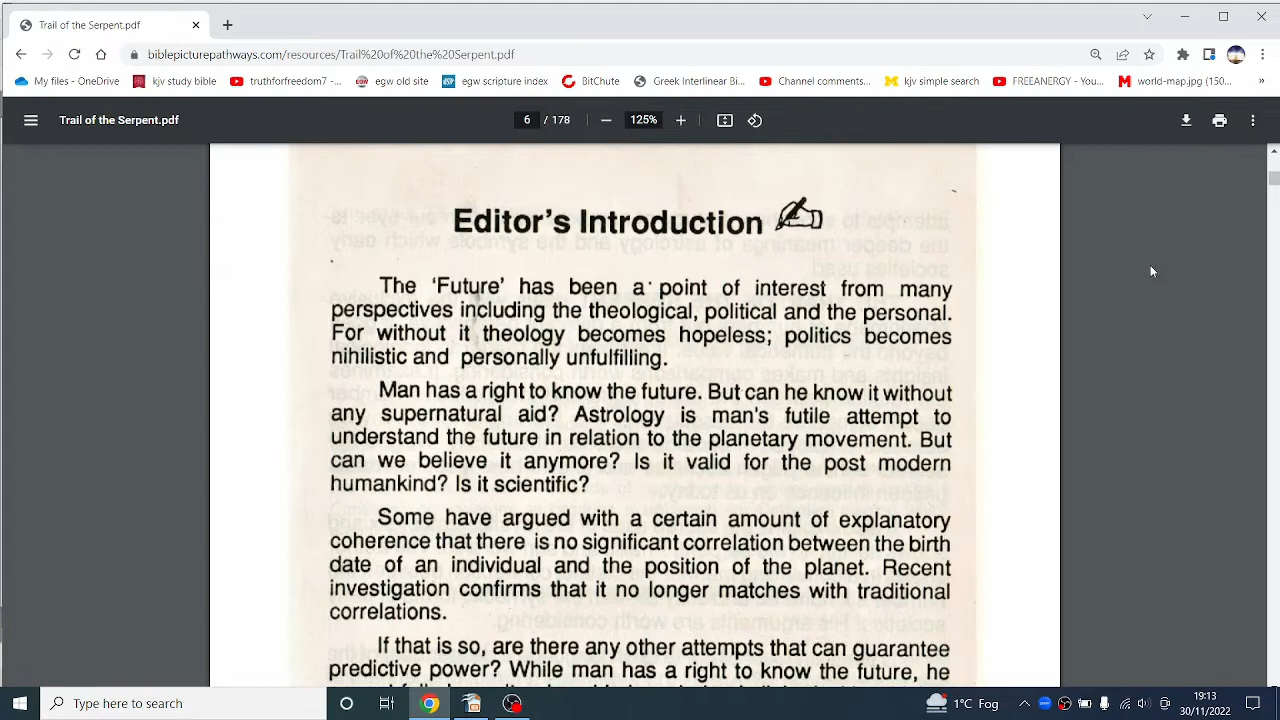 Trail of the Serpent.pdf
biblepicturepathways.com/resources/Trail%20of%20the%20Serpent.pdf
My files - OneDrive
kjv study bible
truthforfreedom7 -...
egw old site
egw scripture index
BitChute
Greek Interlinear Bi...
Channel comments...
kjv simple search
FREEANERGY - You...
world-map.jpg (150...
Trail of the Serpent.pdf
6 / 178
125%
Editor's Introduction
The 'Future' has been a point of interest from many
perspectives including the theological, political and the personal.
For without it theology becomes hopeless; politics becomes
nihilistic and personally unfulfilling.
Man has a right to know the future. But can he know it without
any supernatural aid? Astrology is man's futile attempt to
understand the future in relation to the planetary movement. But
can we believe it anymore? Is it valid for the post modern
humankind? Is it scientific?
Some have argued with a certain amount of explanatory
coherence that there is no significant correlation between the birth
date of an individual and the position of the planet. Recent
investigation confirms that it no longer matches with traditional
correlations.
If that is so, are there any other attempts that can guarantee
predictive power? While man has a right to know the future, he
Type here to search
1°C Fog
19:13
30/11/2022